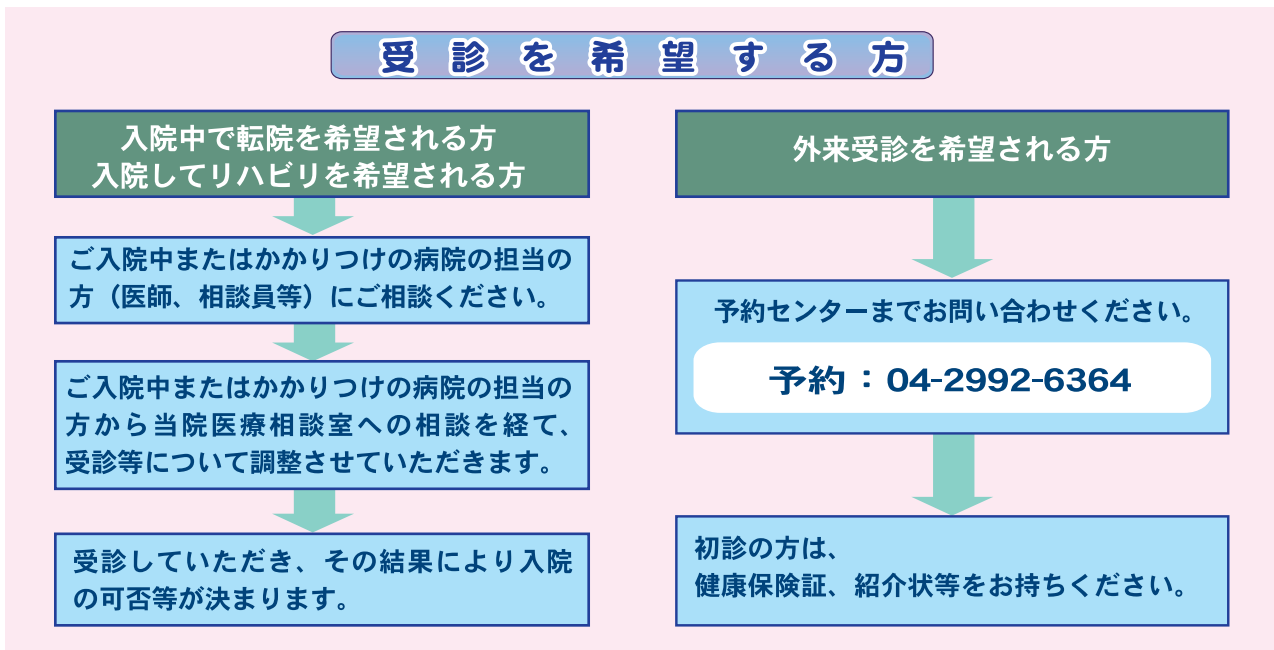 受診を希望する方
入院中で転院を希望される方
入院してリハビリを希望される方
ご入院中またはかかりつけの病院の担当の
方（医師、相談員等）にご相談ください。
ご入院中またはかかりつけの病院の担当の
方から当院医療相談室への相談を経て、
受診等について調整させていただきます。
受診していただき、その結果により入院
の可否等が決まります。
外来受診を希望される方
予約センターまでお問い合わせください。
予約：04-2992-6364
初診の方は、
健康保険証、紹介状等をお持ちください。